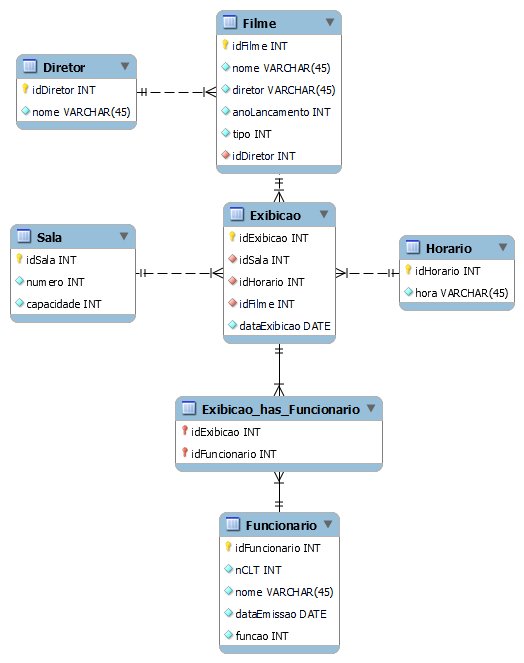 Filme
idFilme INT
nome VARCHAR(45)
diretor VARCHAR(45)
anoLancamento INT
tipo INT
idDiretor INT
Diretor
idDiretor INT
nome VARCHAR(45)
Exibicao
idExibicao INT
idSala INT
idHorario INT
idFilme INT
dataExibicao DATE
Sala
idSala INT
numero INT
capacidade INT
Horario
idHorario INT
hora VARCHAR(45)
Exibicao_has_Funcionario
idExibicao INT
idFuncionario INT
Funcionario
idFuncionario INT
nCLT INT
nome VARCHAR(45)
dataEmissao DATE
funcao INT